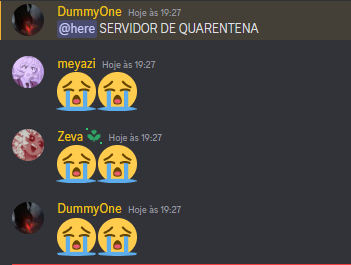 DummyOne Hoje às 19:27
@here SERVIDOR DE QUARENTENA
meyazi Hoje às 19:27
😭😭
Zeva Hoje às 19:27
😭😭
DummyOne Hoje às 19:27
😭😭